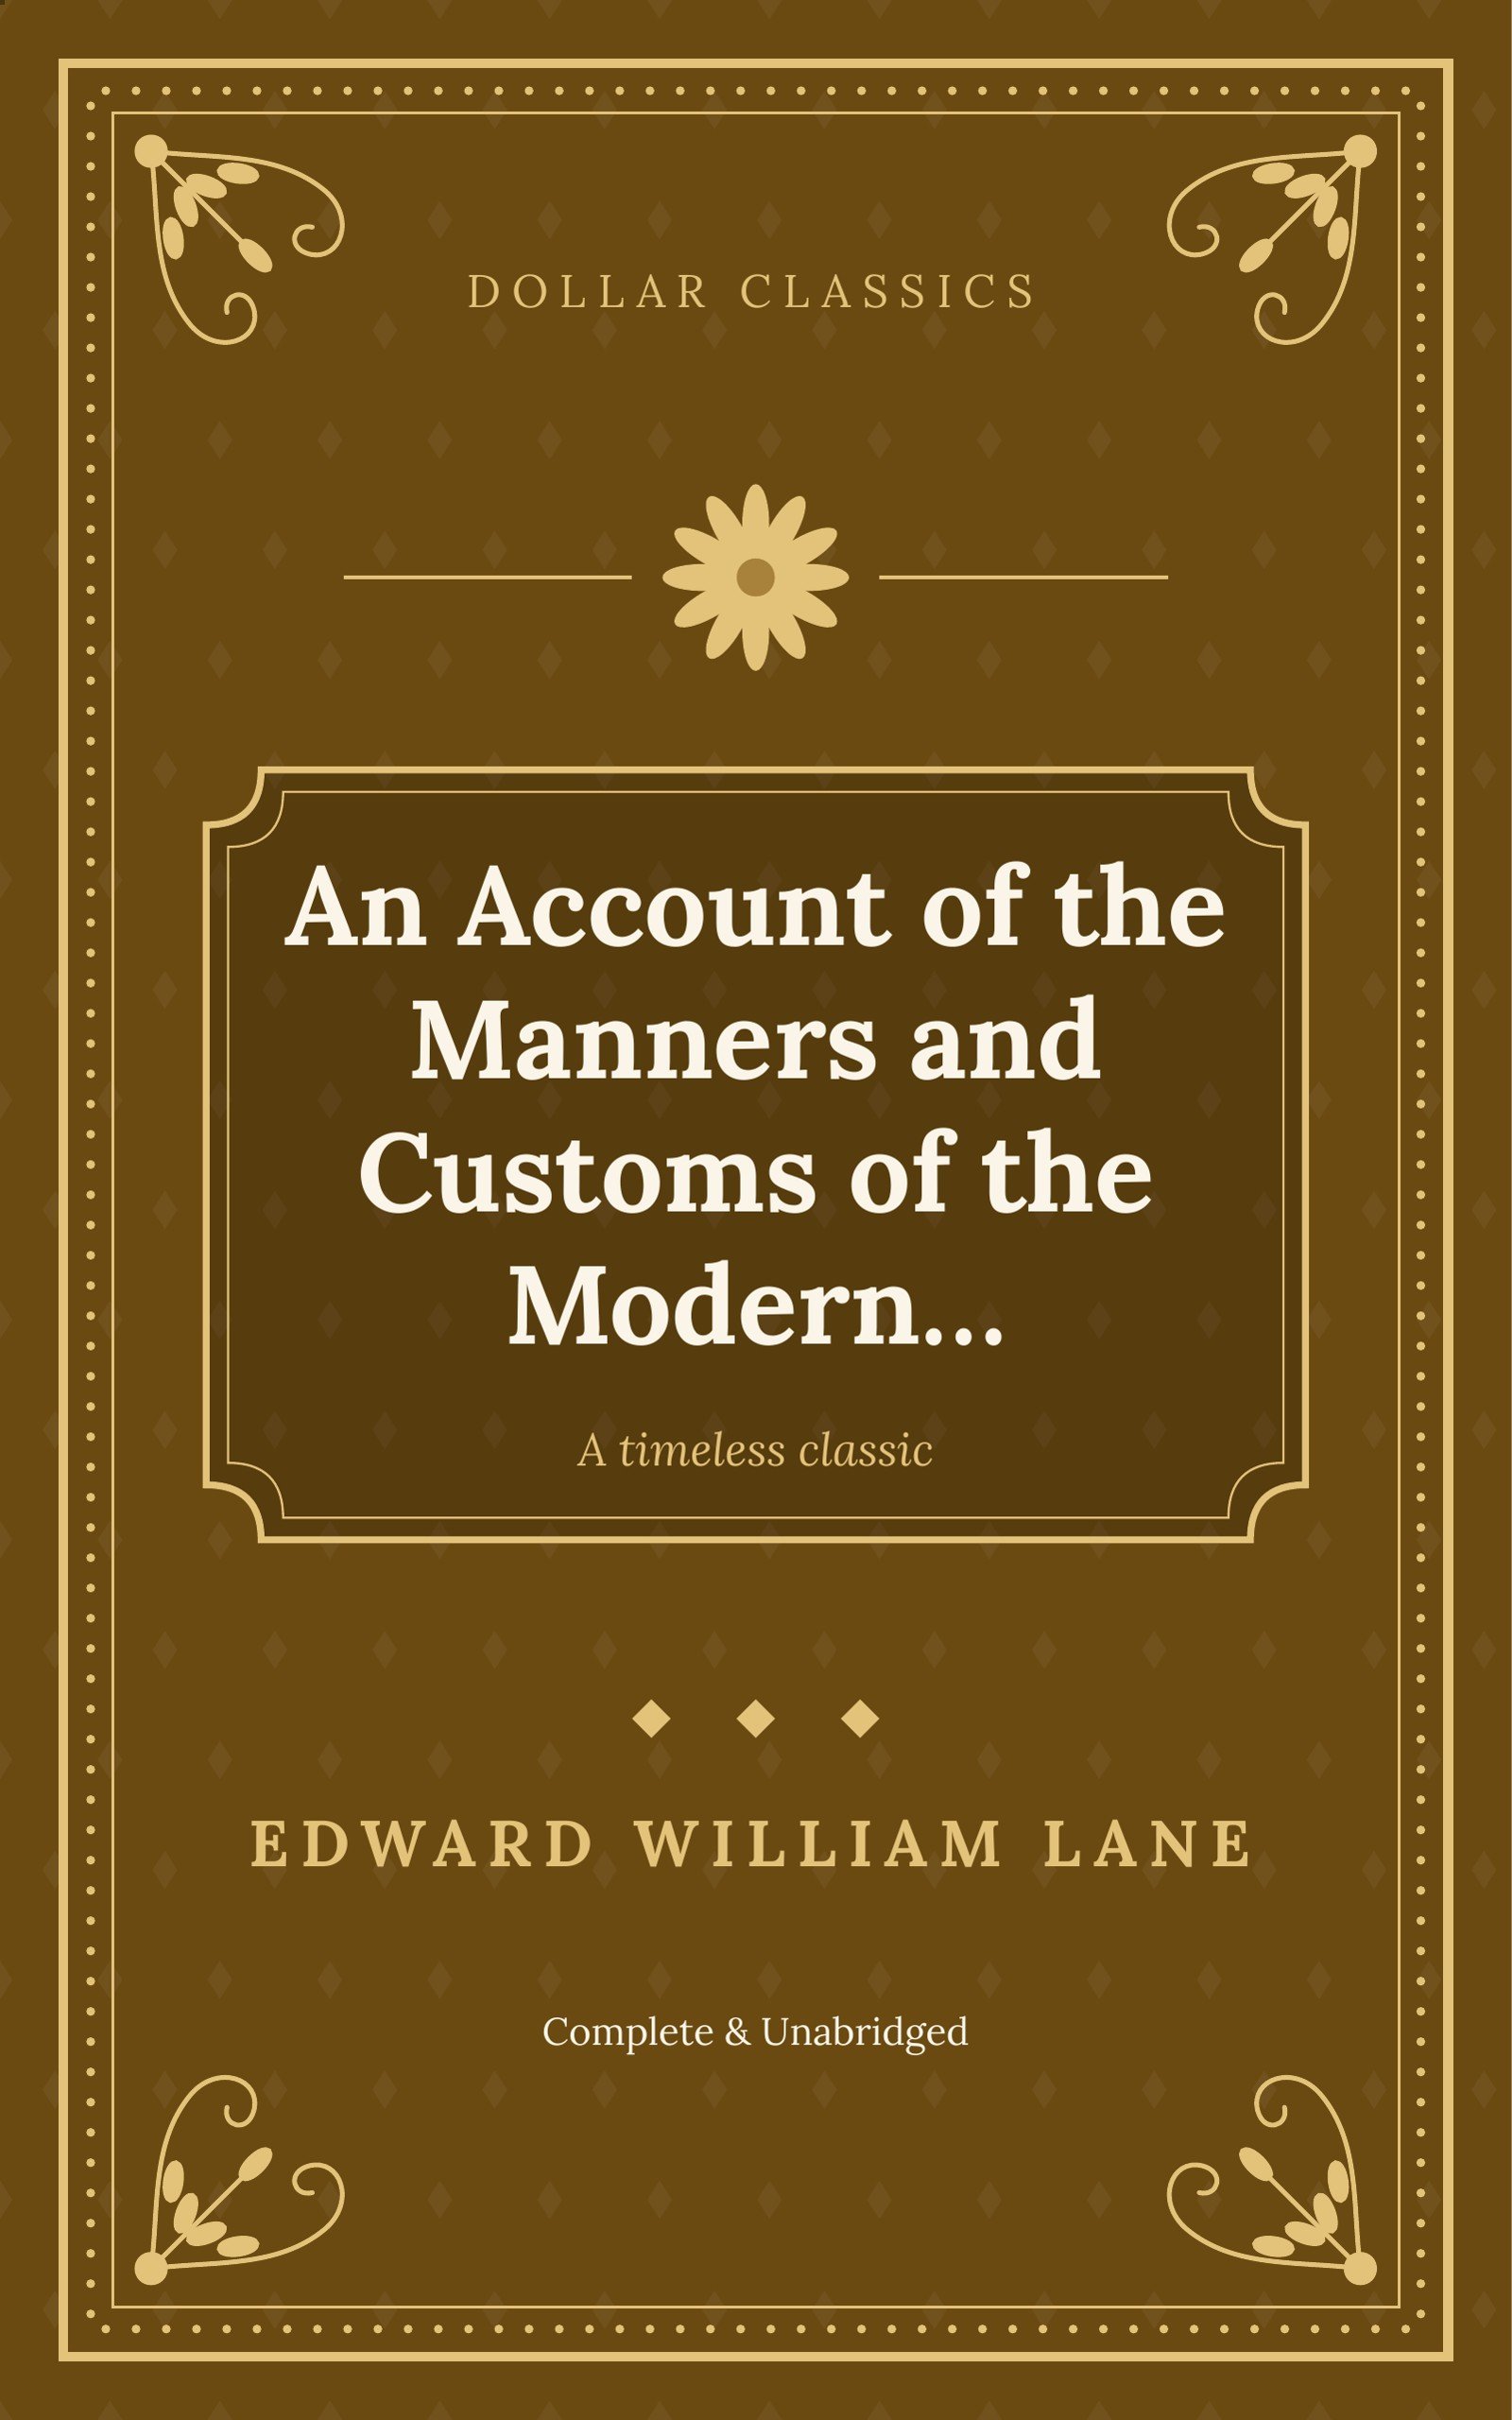 DOLLAR CLASSICS
An Account of the
Manners and
Customs of the
Modern...
A timeless classic
EDWARD WILLIAM LANE
Complete & Unabridged